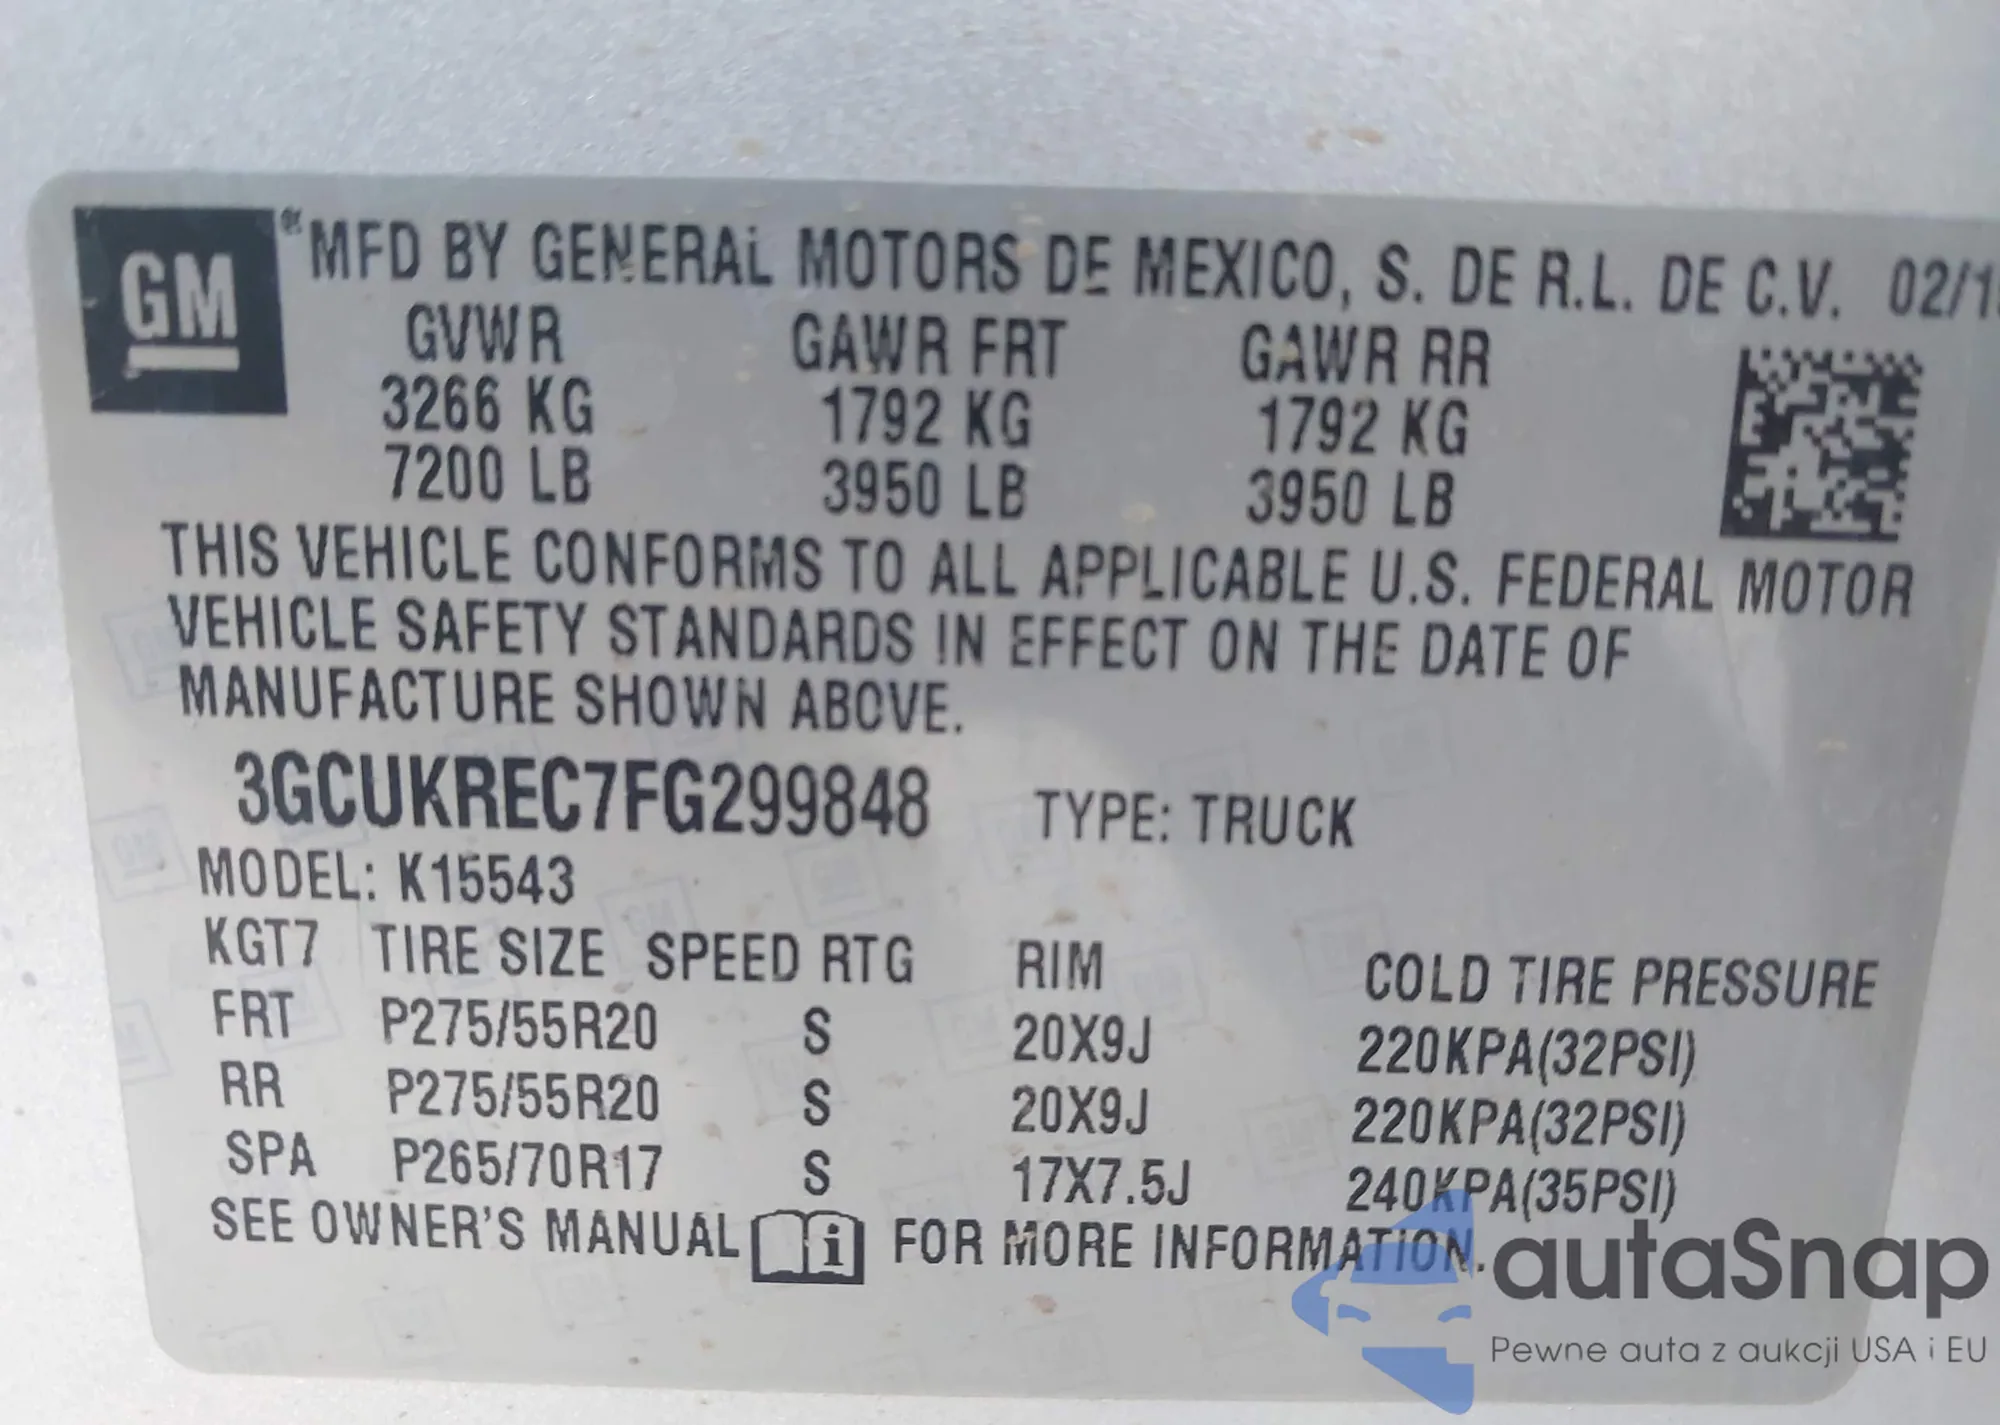 GM
MFD BY GENERAL MOTORS DE MEXICO, S. DE R.L. DE C.V. 02/1
GVWR GAWR FRT GAWR RR
3266 KG 1792 KG 1792 KG
7200 LB 3950 LB 3950 LB
THIS VEHICLE CONFORMS TO ALL APPLICABLE U.S. FEDERAL MOTOR
VEHICLE SAFETY STANDARDS IN EFFECT ON THE DATE OF
MANUFACTURE SHOWN ABOVE.
3GCUKREC7FG299848 TYPE: TRUCK
MODEL: K15543
KGT7 TIRE SIZE SPEED RTG RIM COLD TIRE PRESSURE
FRT P275/55R20 S 20X9J 220KPA(32PSI)
RR P275/55R20 S 20X9J 220KPA(32PSI)
SPA P265/70R17 S 17X7.5J 240KPA(35PSI)
SEE OWNER'S MANUAL i FOR MORE INFORMATION.
autaSnap
Pewne auta z aukcji USA i EU